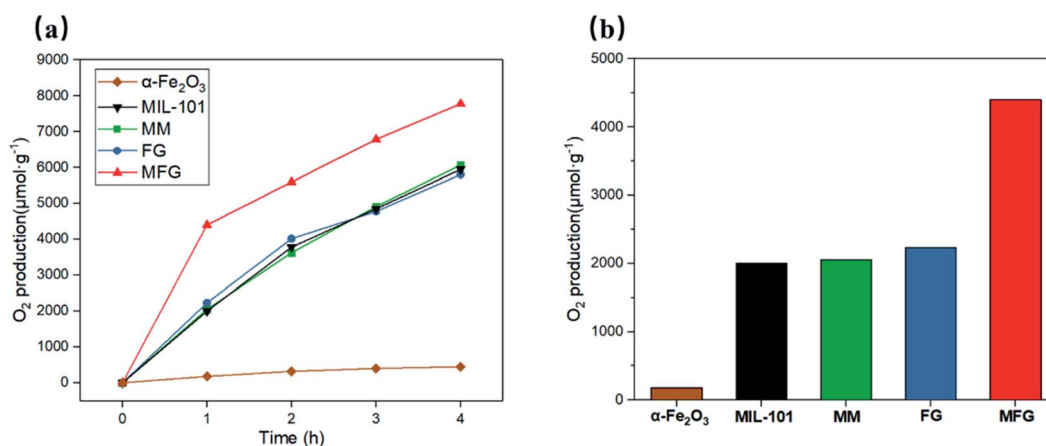 (a)
O₂ production(μmol·g⁻¹)
9000
8000
7000
6000
5000
4000
3000
2000
1000
0
α-Fe₂O₃
MIL-101
MM
FG
MFG
0 1 2 3 4
Time (h)
(b)
O₂ production(μmol·g⁻¹)
5000
4000
3000
2000
1000
0
α-Fe₂O₃ MIL-101 MM FG MFG